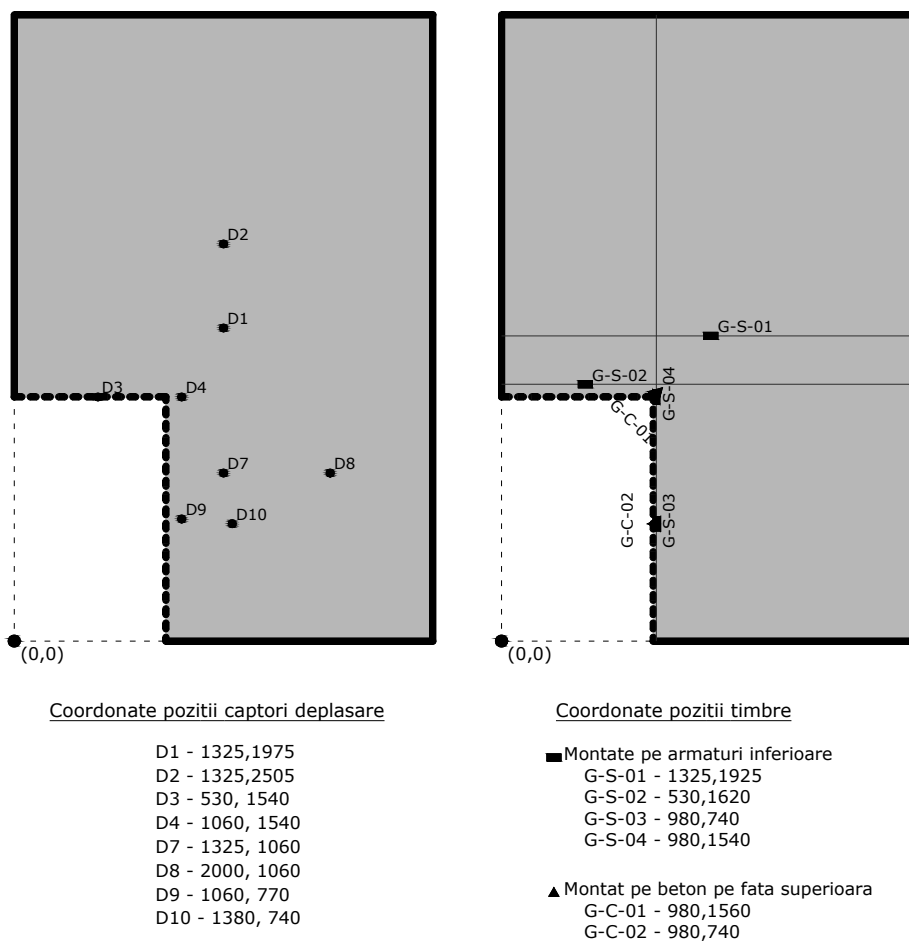 D2
D1
D3
D4
D7
D8
D9
D10
(0,0)
G-S-01
G-S-02
G-S-04
G-C-01
G-C-02
G-S-03
(0,0)
Coordonate pozitii captori deplasare
D1 - 1325,1975
D2 - 1325,2505
D3 - 530, 1540
D4 - 1060, 1540
D7 - 1325, 1060
D8 - 2000, 1060
D9 - 1060, 770
D10 - 1380, 740
Coordonate pozitii timbre
Montate pe armaturi inferioare
G-S-01 - 1325,1925
G-S-02 - 530,1620
G-S-03 - 980,740
G-S-04 - 980,1540
Montat pe beton pe fata superioara
G-C-01 - 980,1560
G-C-02 - 980,740